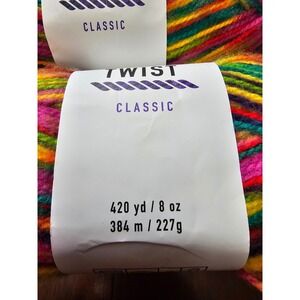 CLASSIC
TWIST
CLASSIC
420 yd / 8 oz
384 m / 227g